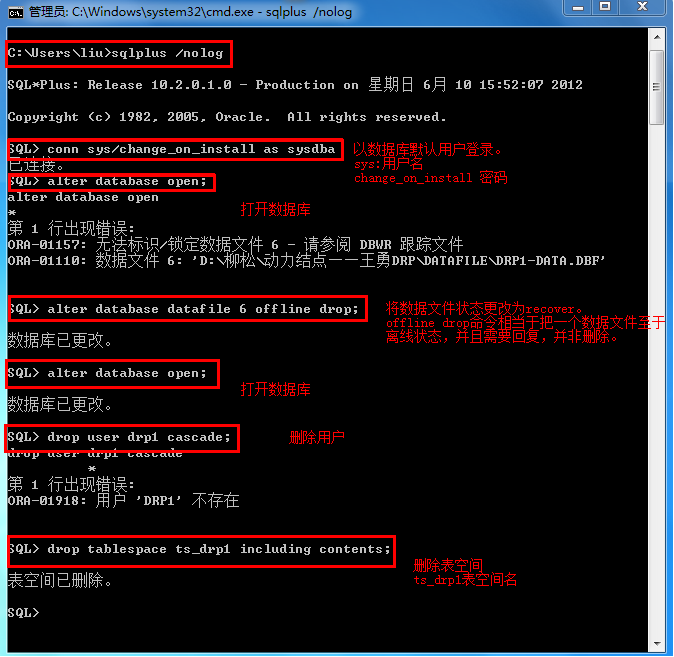 管理员: C:\Windows\system32\cmd.exe - sqlplus /nolog
C:\Users\liu>sqlplus /nolog
SQL*Plus: Release 10.2.0.1.0 - Production on 星期日 6月 10 15:52:07 2012
Copyright (c) 1982, 2005, Oracle. All rights reserved.
SQL> conn sys/change_on_install as sysdba
以数据库默认用户登录。
已连接。
sys:用户名
change_on_install 密码
SQL> alter database open;
alter database open
*
打开数据库
第 1 行出现错误:
ORA-01157: 无法标识/锁定数据文件 6 - 请参阅 DBWR 跟踪文件
ORA-01110: 数据文件 6: 'D:\柳松\动力结点——王勇DRP\DATAFILE\DRP1-DATA.DBF'
SQL> alter database datafile 6 offline drop;
将数据文件状态更改为recover。
offline drop命令相当于把一个数据文件至于
离线状态，并且需要回复，并非删除。
数据库已更改。
SQL> alter database open;
打开数据库
数据库已更改。
SQL> drop user drp1 cascade;
删除用户
drop user drp1 cascade
*
第 1 行出现错误:
ORA-01918: 用户 'DRP1' 不存在
SQL> drop tablespace ts_drp1 including contents;
删除表空间
ts_drp1表空间名
表空间已删除。
SQL>